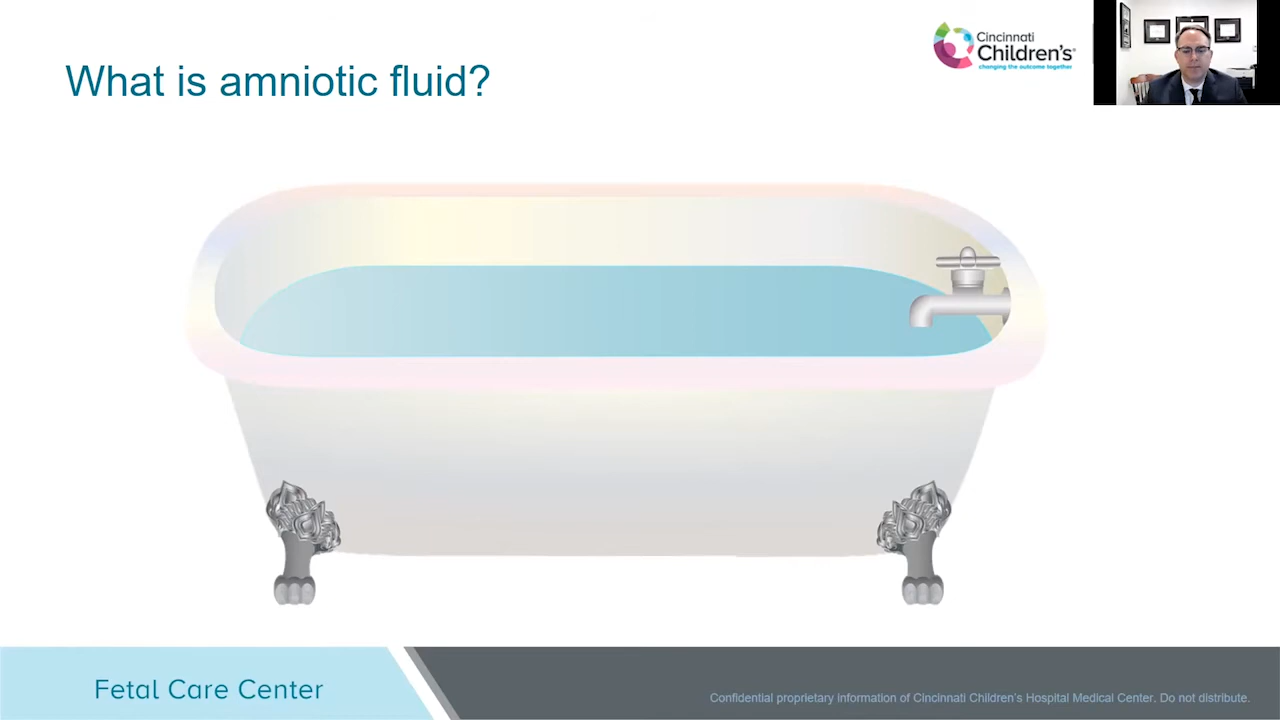 What is amniotic fluid?
Cincinnati
Children's®
changing the outcome together
Fetal Care Center
Confidential proprietary information of Cincinnati Children's Hospital Medical Center. Do not distribute.